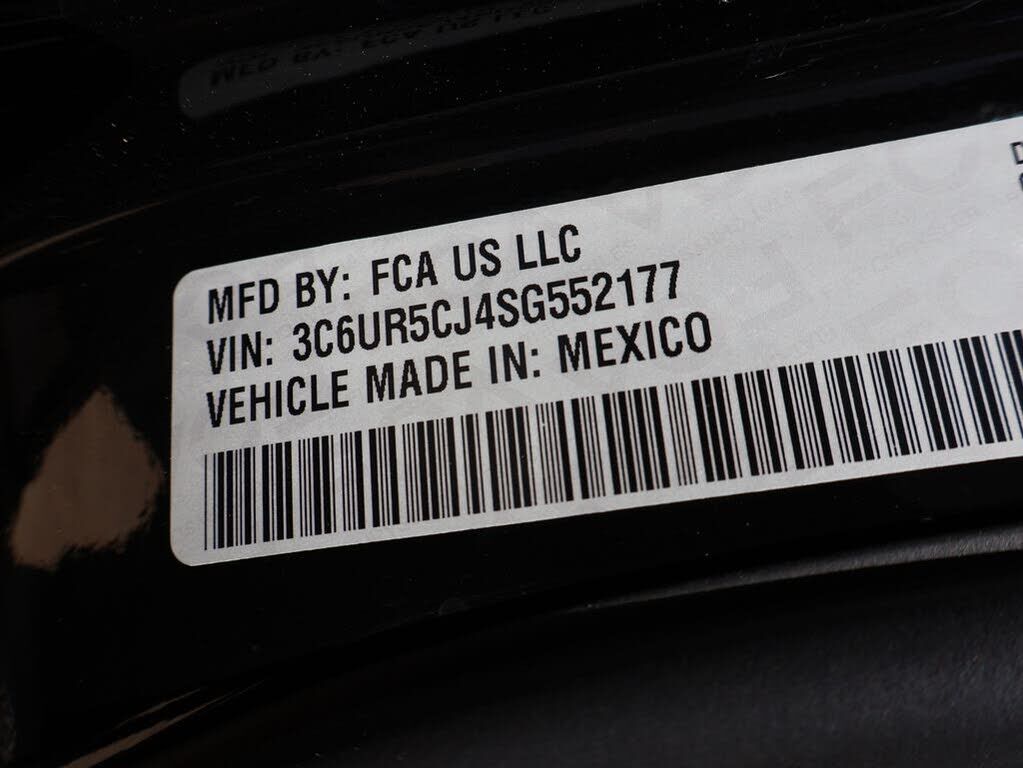 MFD BY: FCA US LLC
VIN: 3C6UR5CJ4SG552177
VEHICLE MADE IN: MEXICO